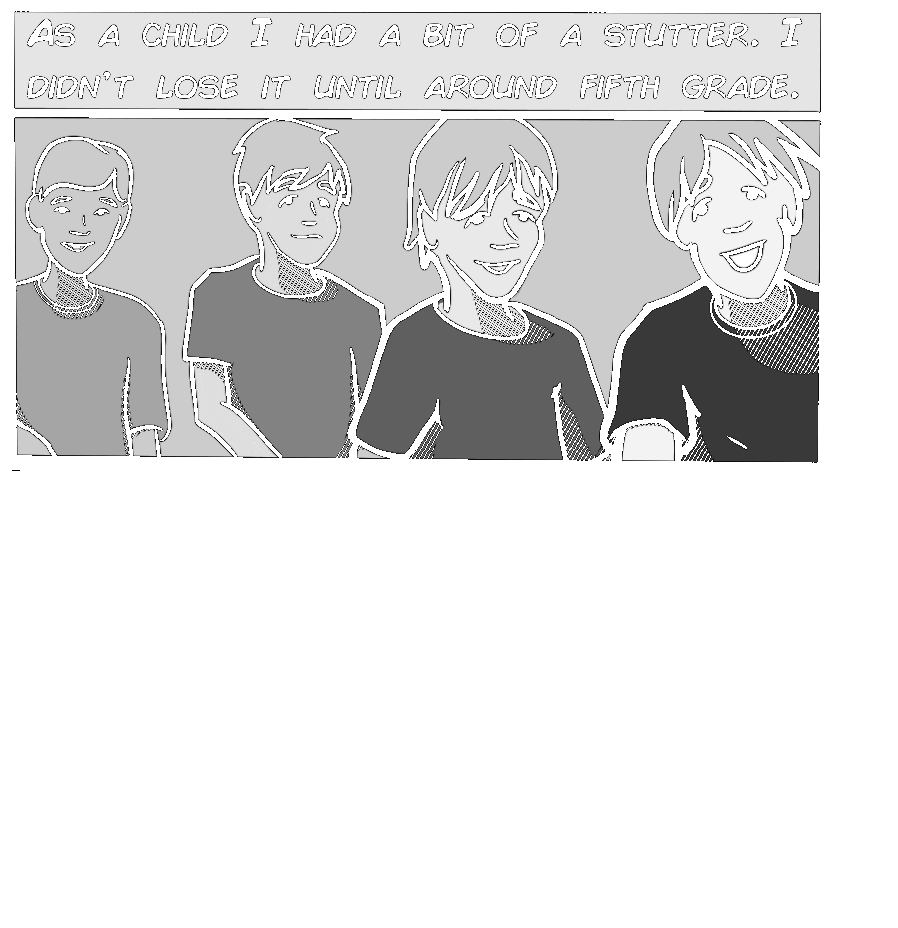 As a child I had a bit of a stutter. I
didn't lose it until around fifth grade.